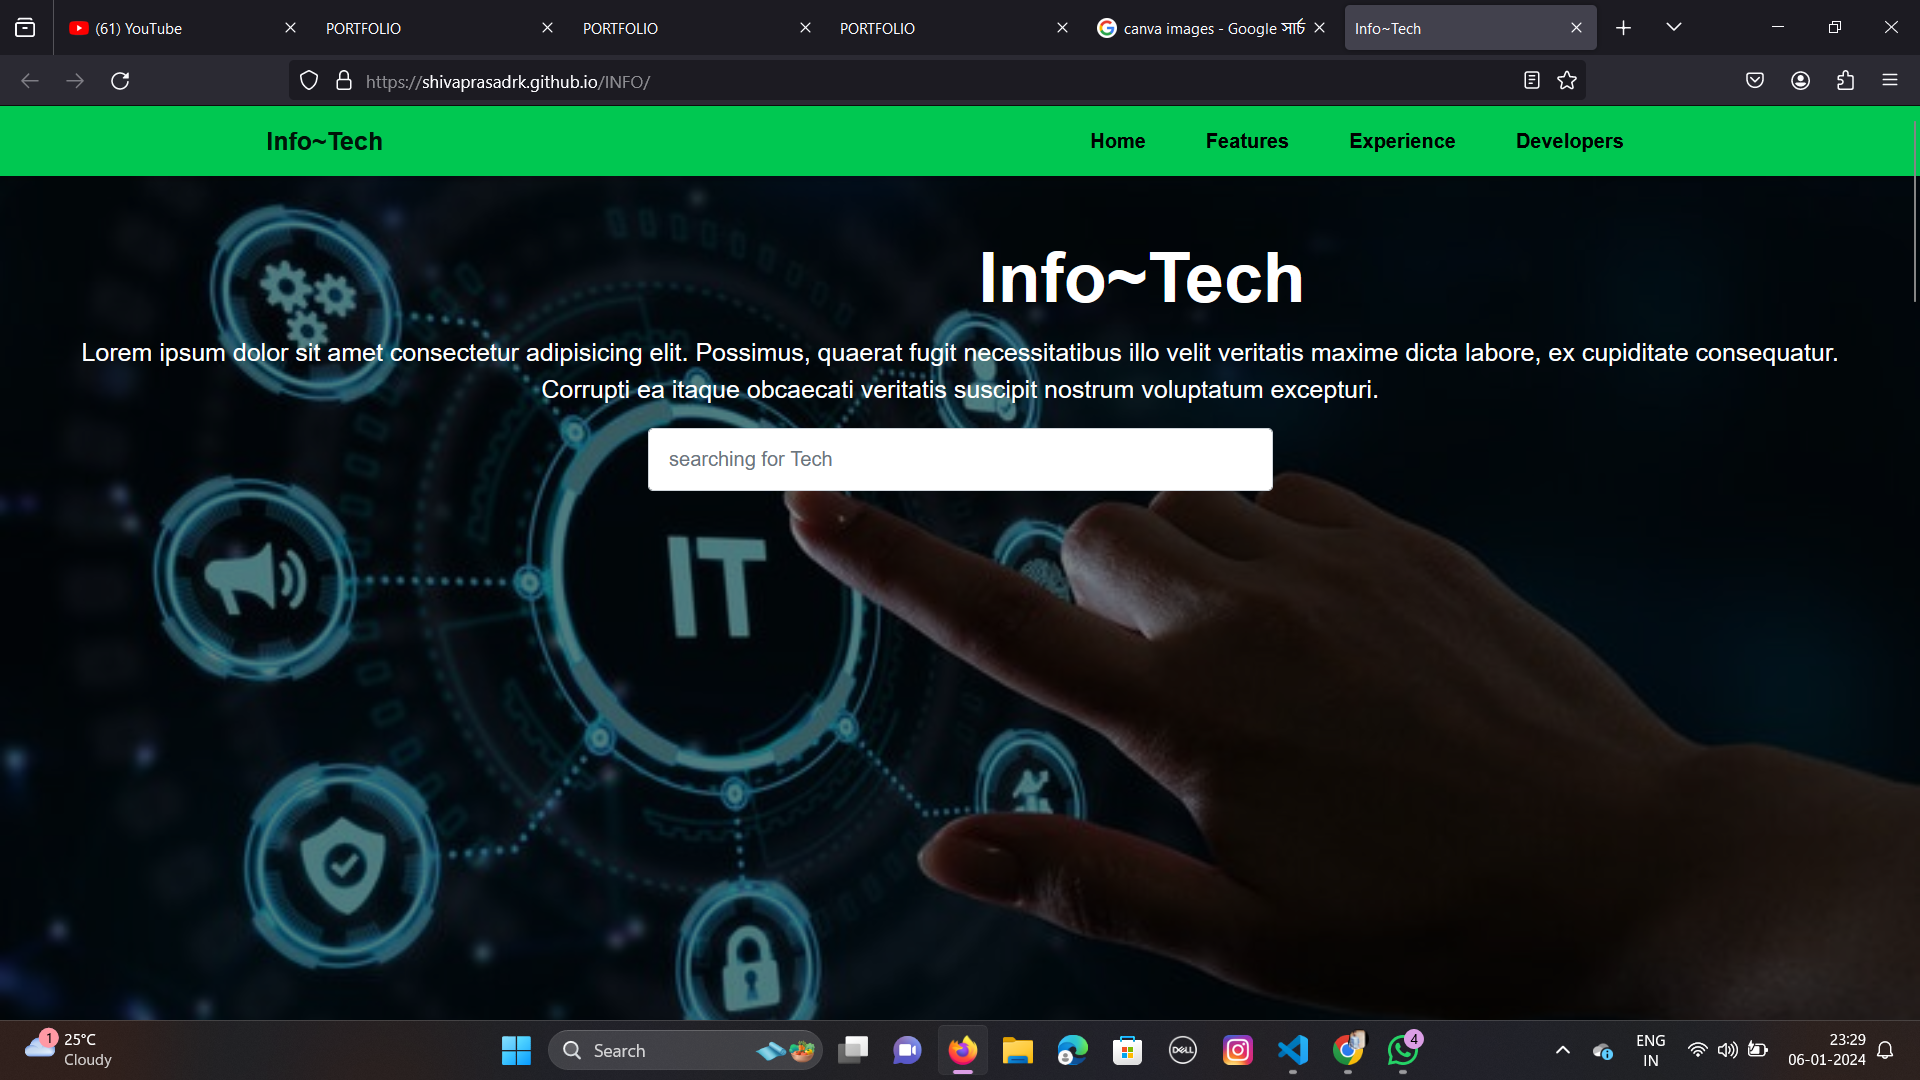 (61) YouTube
PORTFOLIO
PORTFOLIO
PORTFOLIO
canva images - Google সার্চ
Info~Tech
https://shivaprasadrk.github.io/INFO/
Info~Tech
Home
Features
Experience
Developers
Info~Tech
Lorem ipsum dolor sit amet consectetur adipisicing elit. Possimus, quaerat fugit necessitatibus illo velit veritatis maxime dicta labore, ex cupiditate consequatur.
Corrupti ea itaque obcaecati veritatis suscipit nostrum voluptatum excepturi.
searching for Tech
IT
1
25°C
Cloudy
Search
DELL
4
ENG
IN
23:29
06-01-2024